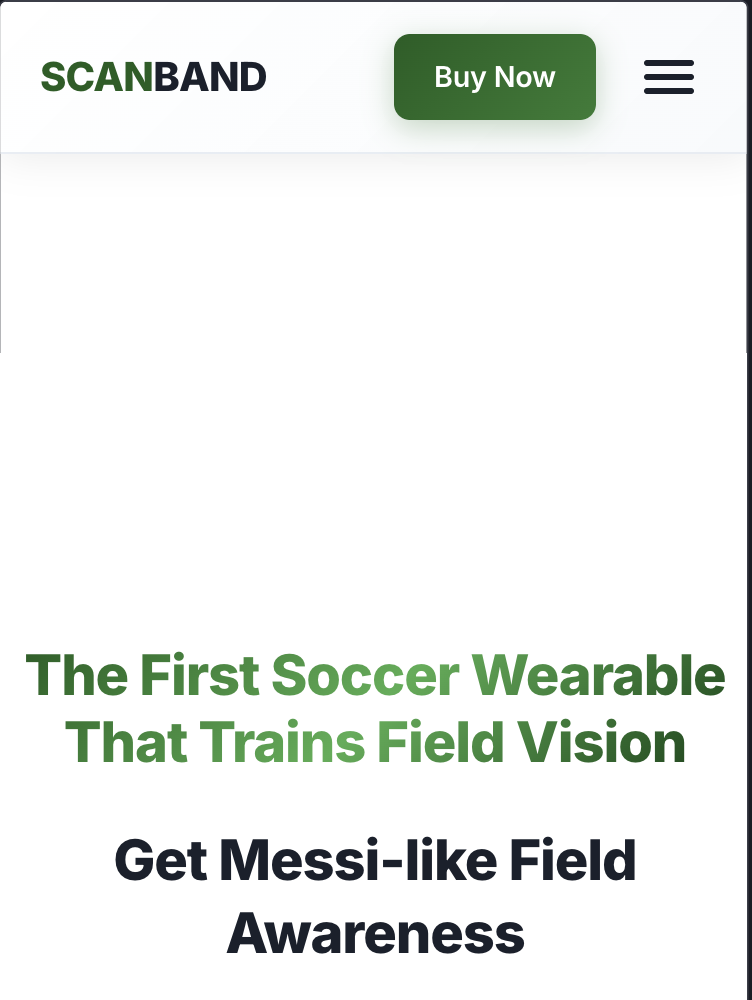 SCANBAND
Buy Now
The First Soccer Wearable
That Trains Field Vision
Get Messi-like Field
Awareness